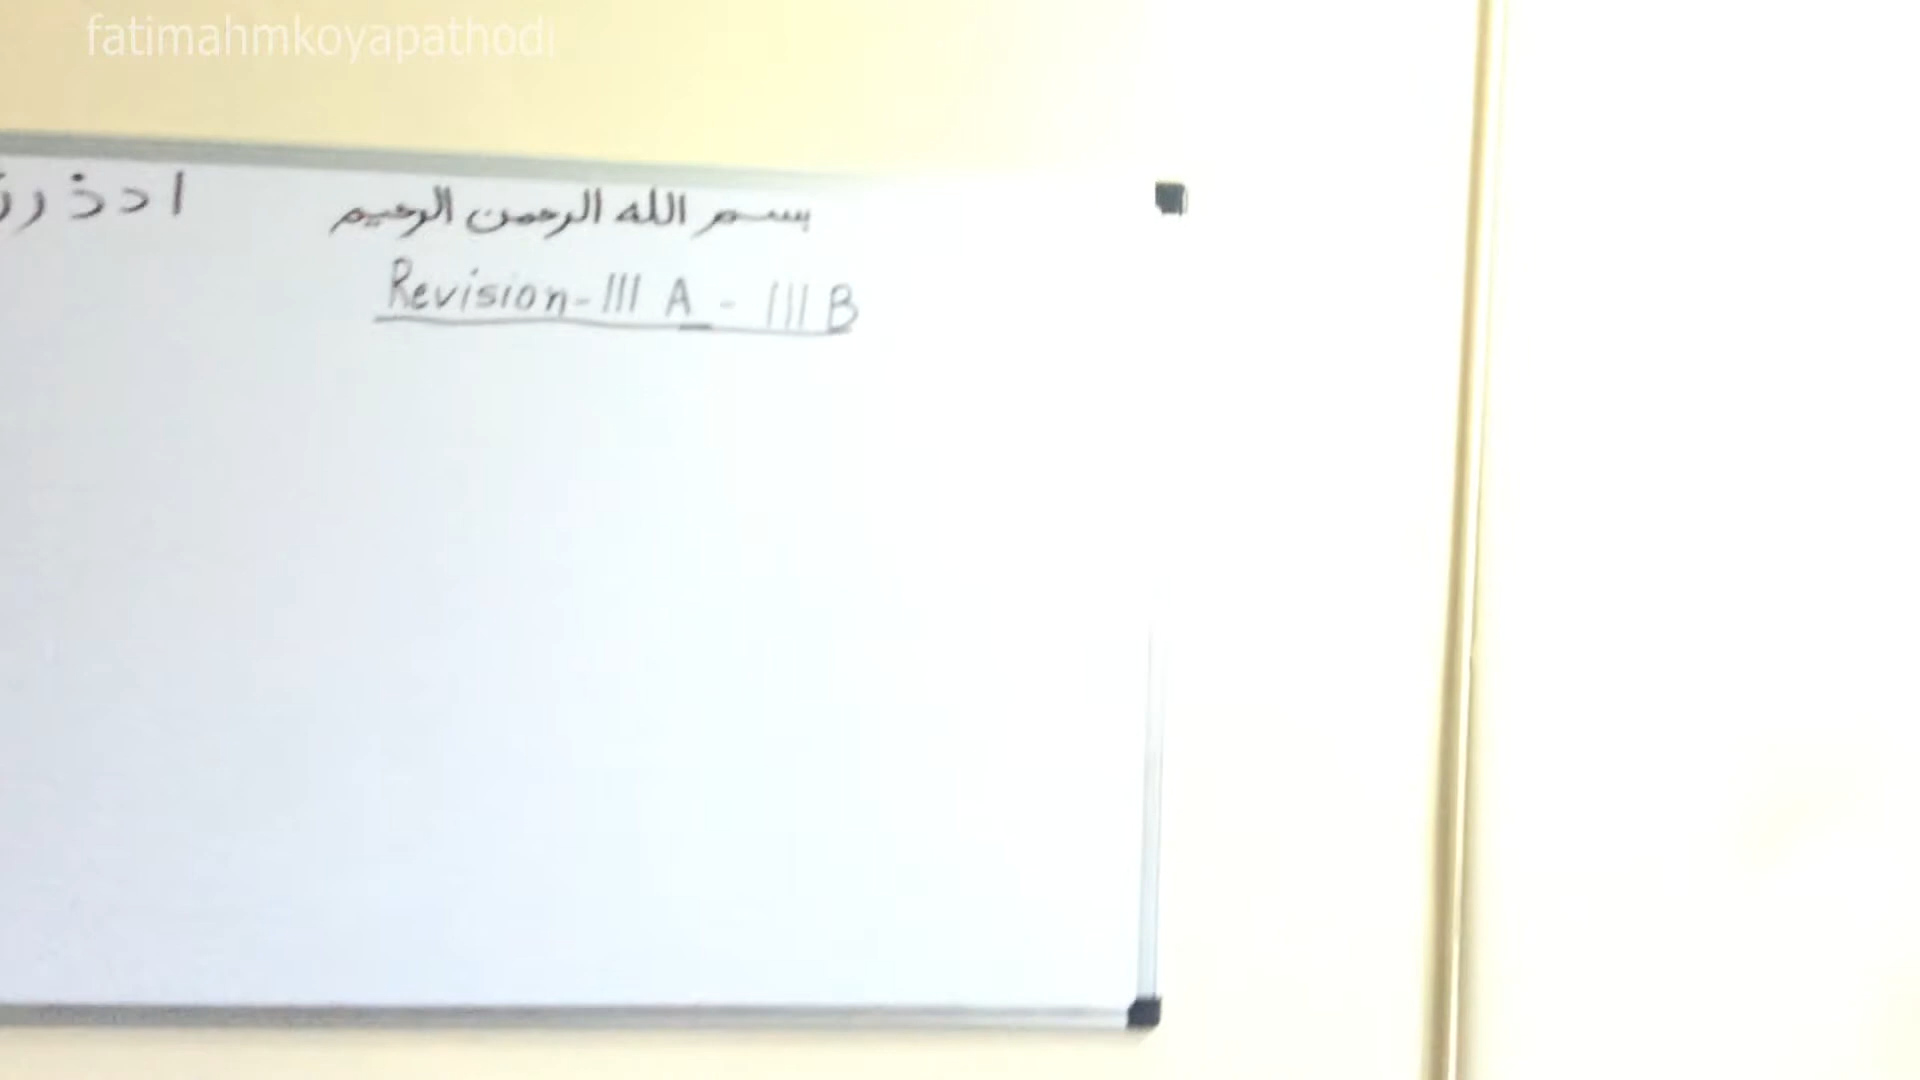 fatimahmkoyapathodi
بسم الله الرحمن الرحيم
ا د ذ ر ز
Revision - III A - III B